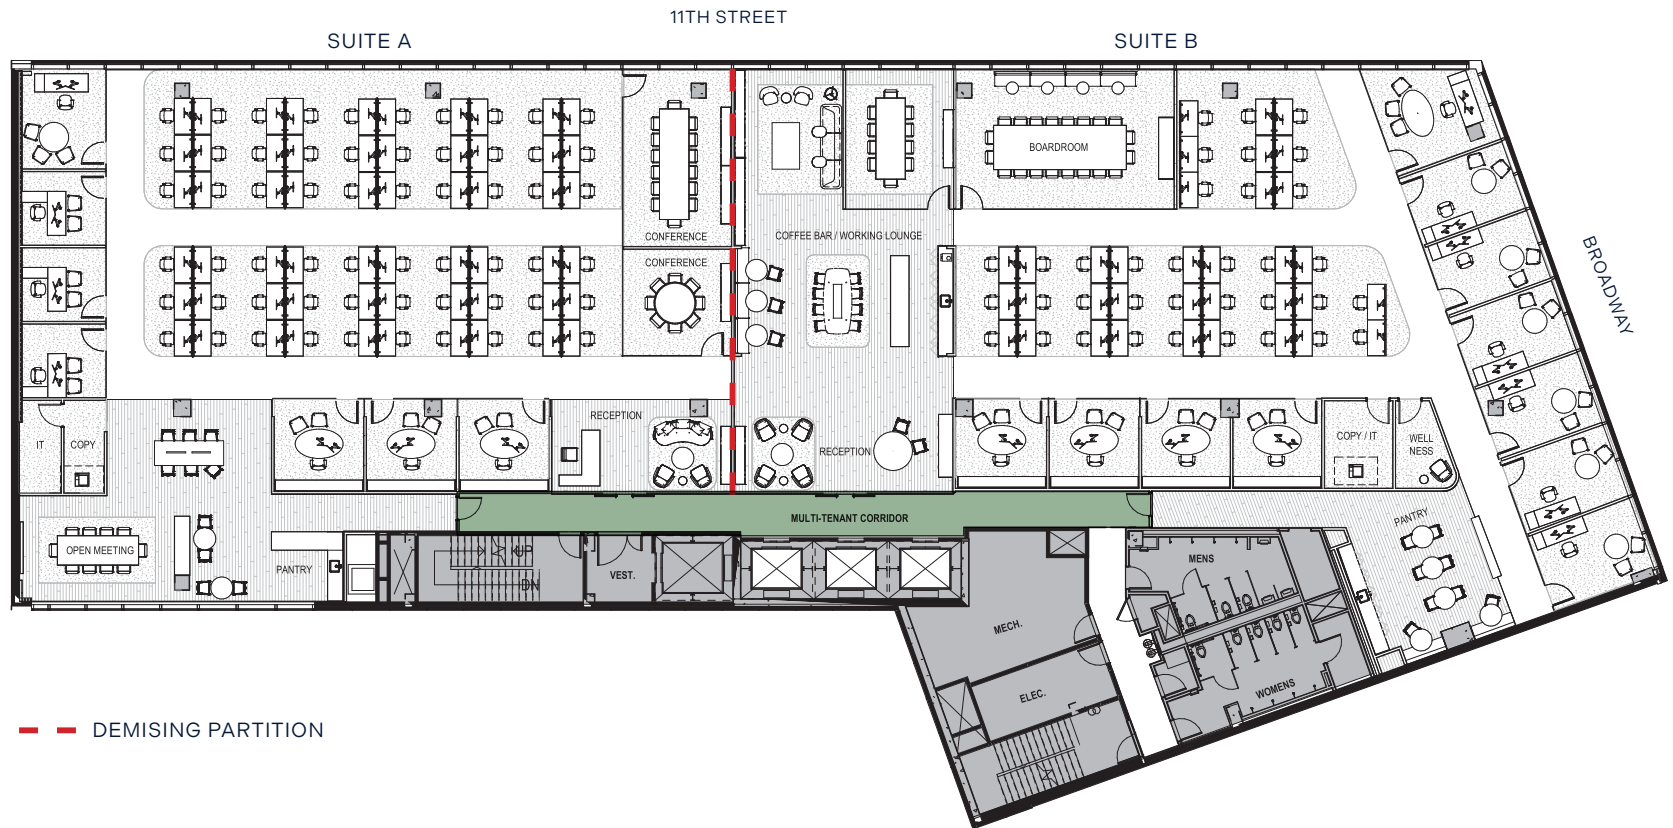 11TH STREET
SUITE A
SUITE B
BOARDROOM
CONFERENCE
COFFEE BAR / WORKING LOUNGE
CONFERENCE
BROADWAY
RECEPTION
IT
COPY
RECEPTION
COPY / IT
WELL
NESS
MULTI-TENANT CORRIDOR
PANTRY
OPEN MEETING
PANTRY
UP
DN
VEST.
MENS
MECH.
ELEC.
WOMENS
DEMISING PARTITION